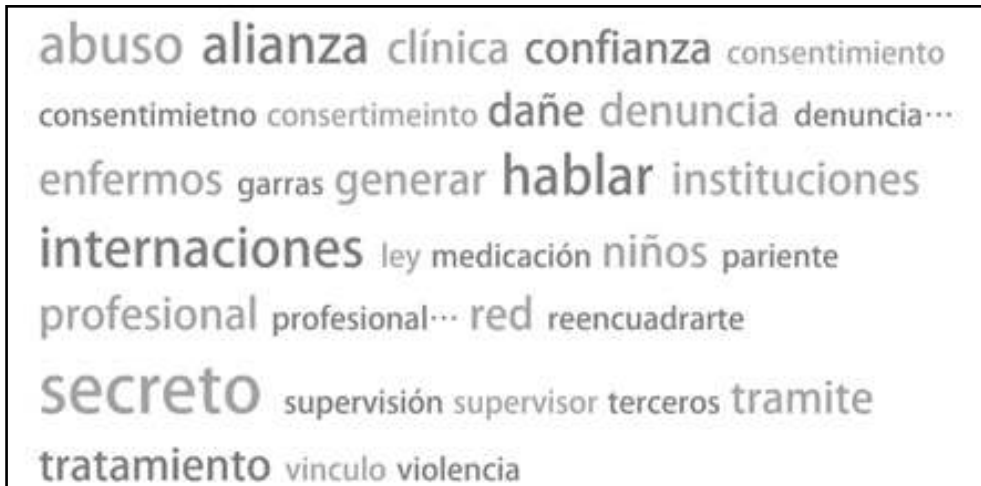 abuso alianza clínica confianza consentimiento
consentimietno consertimeinto dañe denuncia denuncia···
enfermos garras generar hablar instituciones
internaciones ley medicación niños pariente
profesional profesional··· red reencuadrarte
secreto supervisión supervisor terceros tramite
tratamiento vinculo violencia